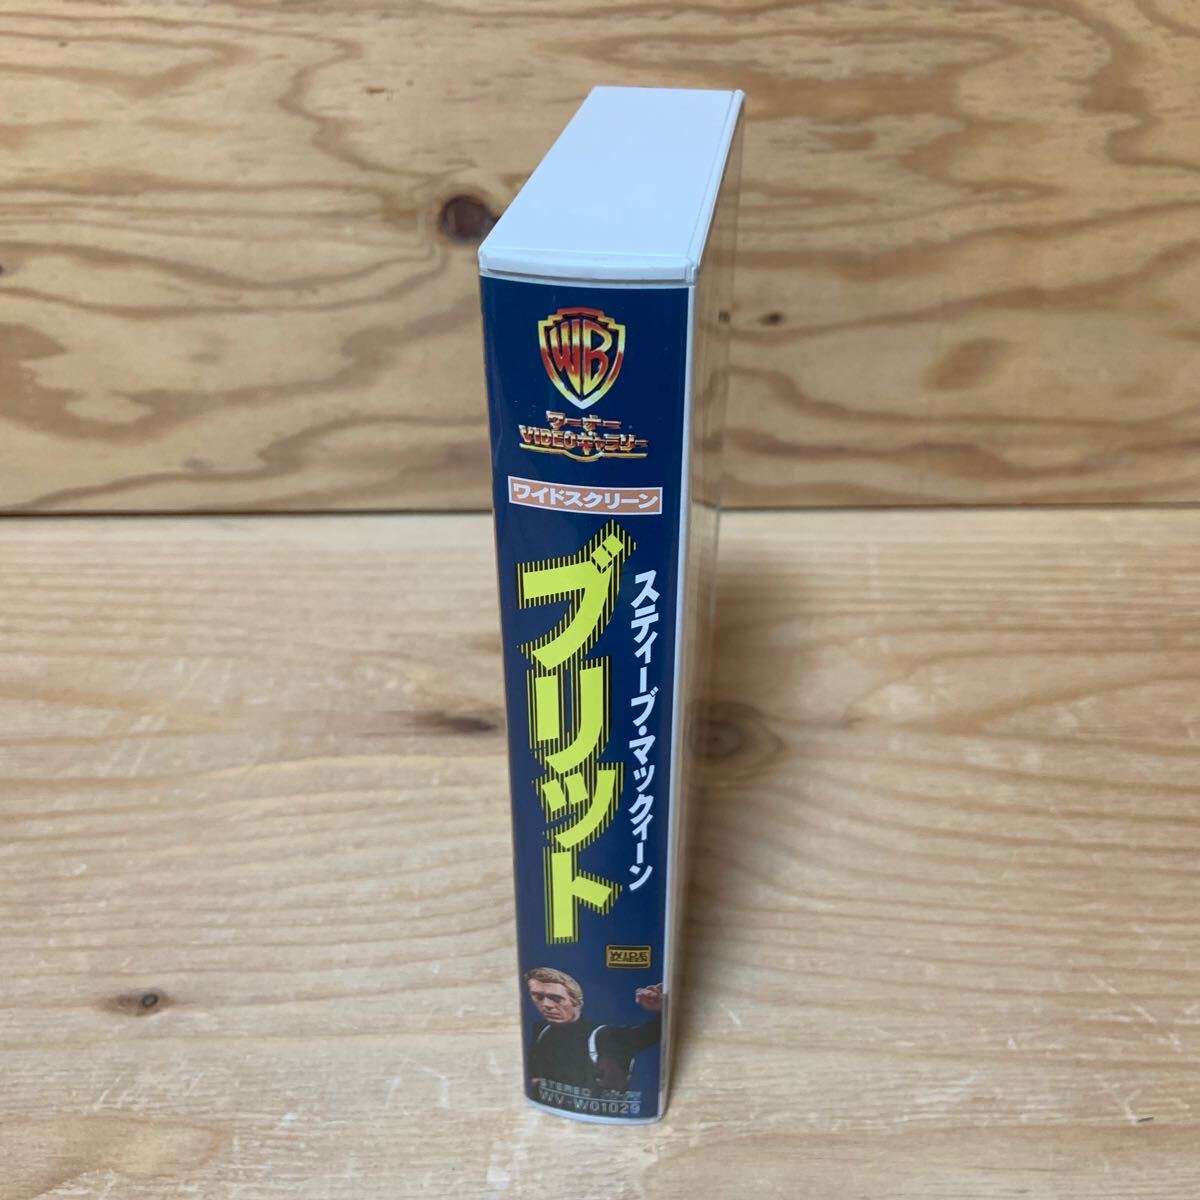 WB
ワーナー
VIDEOギャラリー
ワイドスクリーン
ブリット
スティーブ・マックィーン
WIDE
SCREEN
STEREO
WV-W01029